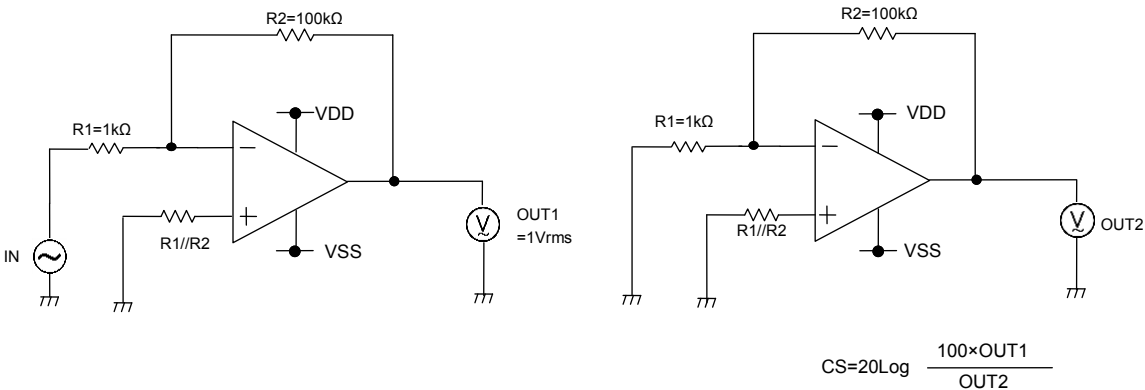 R2=100kΩ
VDD
R1=1kΩ
−
+
R1//R2
VSS
IN
V
OUT1
=1Vrms
R2=100kΩ
VDD
R1=1kΩ
−
+
R1//R2
VSS
V
OUT2
CS=20Log 100×OUT1
OUT2